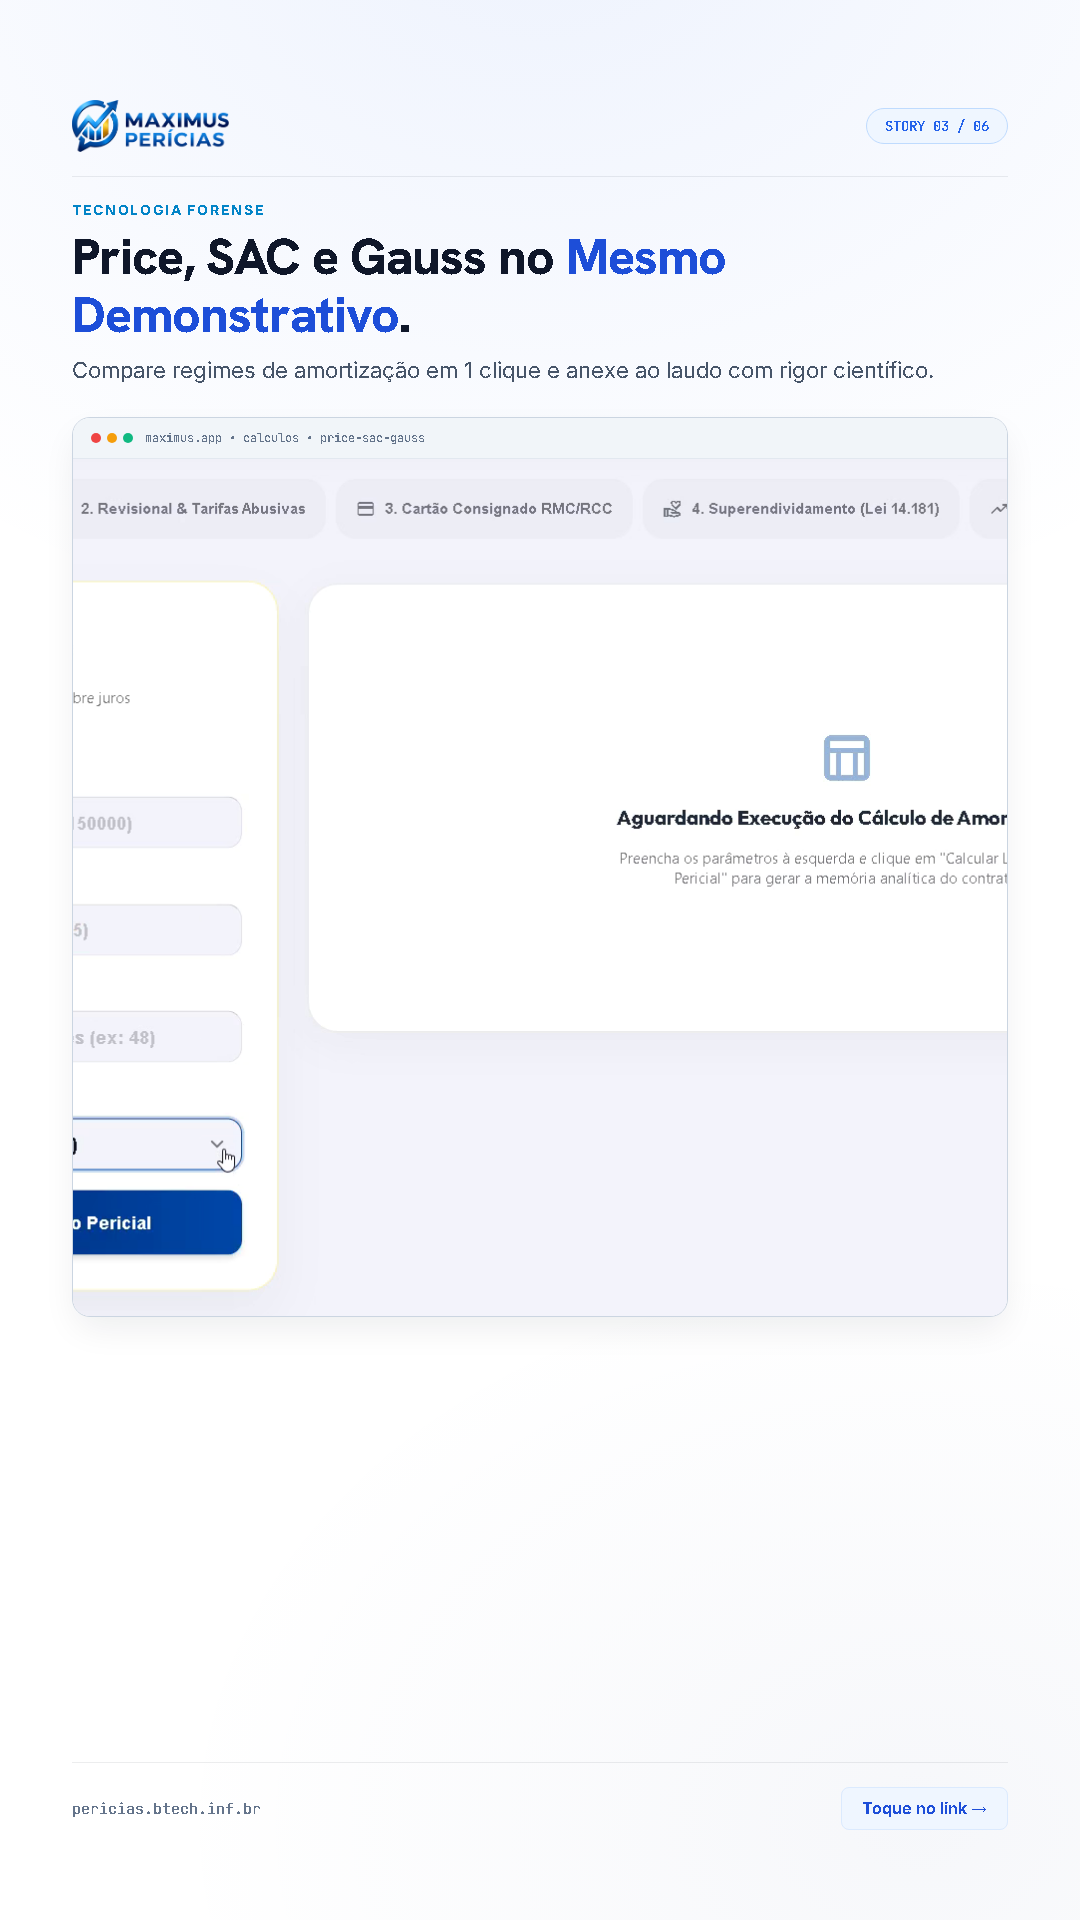 MAXIMUS
PERÍCIAS
STORY 03 / 06
TECNOLOGIA FORENSE
Price, SAC e Gauss no Mesmo
Demonstrativo.
Compare regimes de amortização em 1 clique e anexe ao laudo com rigor científico.
maximus.app • calculos • price-sac-gauss
2. Revisional & Tarifas Abusivas
3. Cartão Consignado RMC/RCC
4. Superendividamento (Lei 14.181)
bre juros
150000)
5)
s (ex: 48)
)
o Pericial
Aguardando Execução do Cálculo de Amor
Preencha os parâmetros à esquerda e clique em "Calcular L
Pericial" para gerar a memória analítica do contrat
pericias.btech.inf.br
Toque no link →